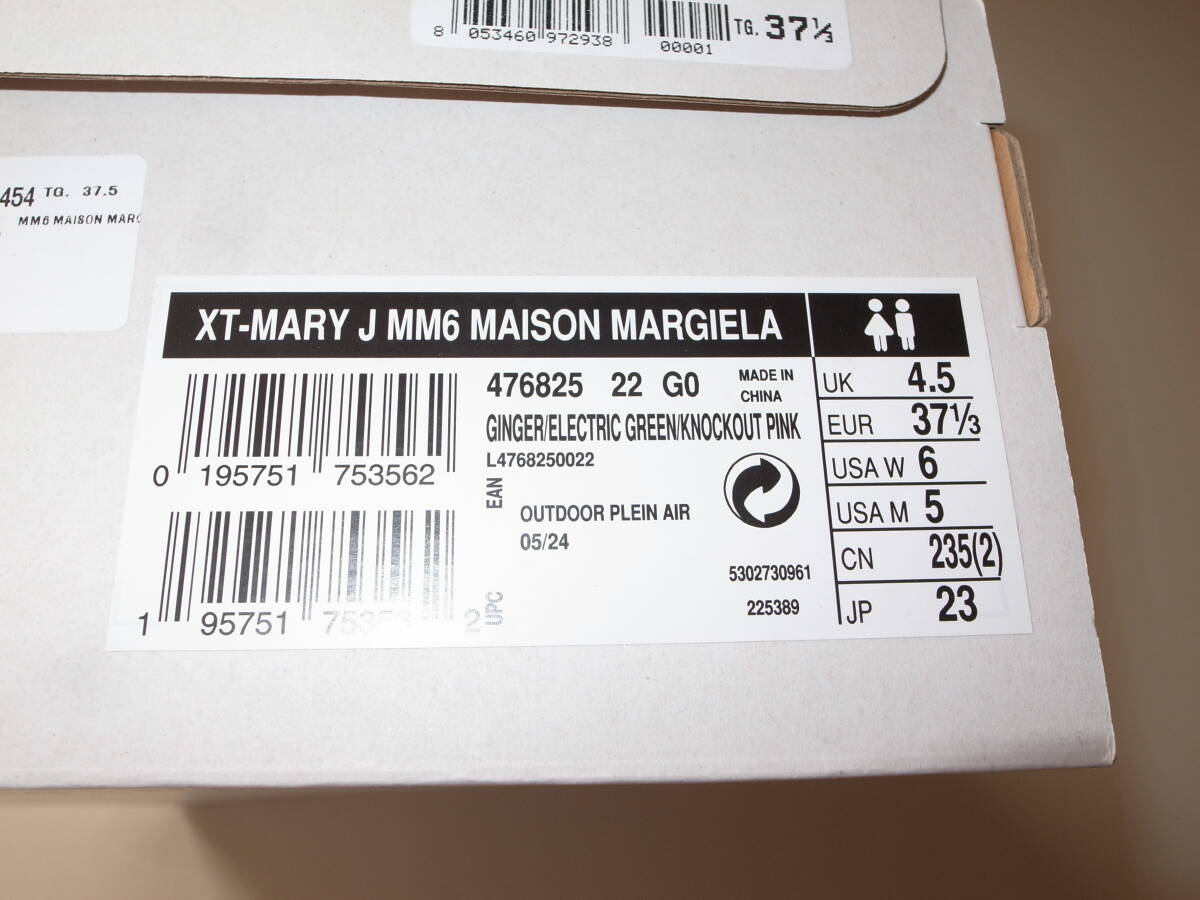 8 053460 972938 00001 TG. 37⅓
454 TG. 37.5
MM6 MAISON MARG
XT-MARY J MM6 MAISON MARGIELA
476825 22 G0 MADE IN CHINA
GINGER/ELECTRIC GREEN/KNOCKOUT PINK
L4768250022
0 195751 753562 EAN
OUTDOOR PLEIN AIR
05/24
5302730961
225389
1 95751 75356 2 UPC
UK 4.5
EUR 37⅓
USA W 6
USA M 5
CN 235(2)
JP 23